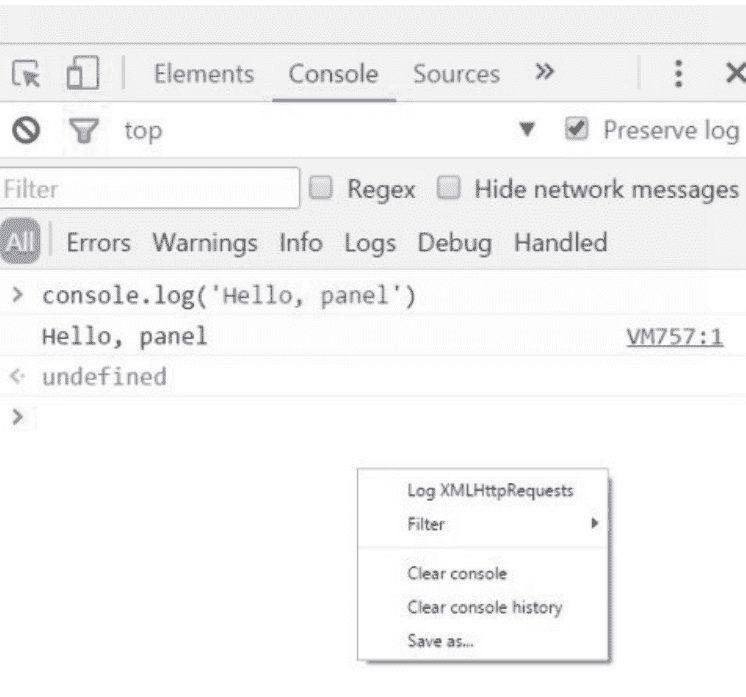 Elements Console Sources »
top ▼ Preserve log
Filter Regex Hide network messages
All Errors Warnings Info Logs Debug Handled
> console.log('Hello, panel')
Hello, panel VM757:1
undefined
>
Log XMLHttpRequests
Filter
Clear console
Clear console history
Save as...